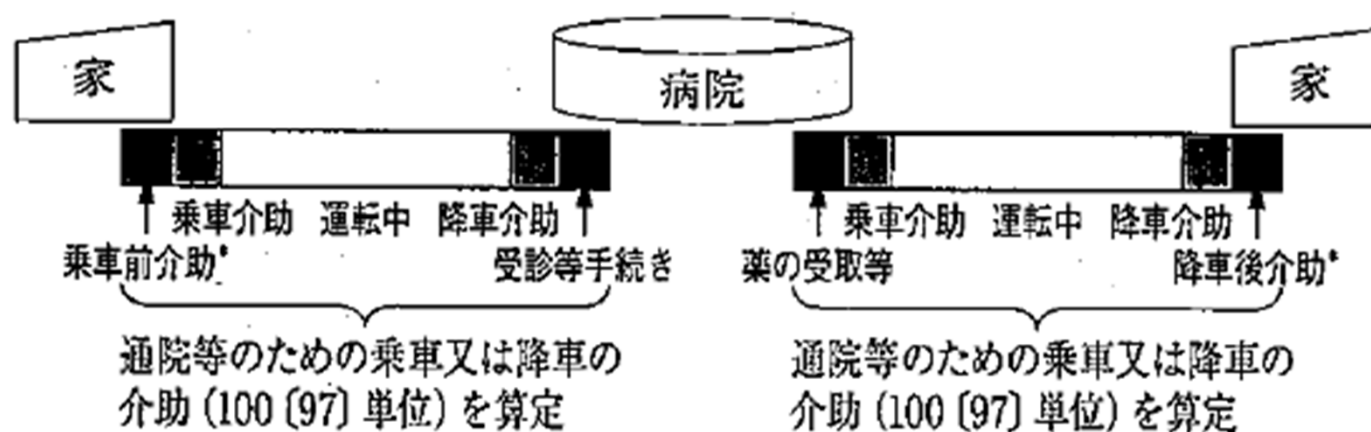 家
病院
家
乗車介助 運転中 降車介助
乗車前介助* 受診等手続き
乗車介助 運転中 降車介助
薬の受取等 降車後介助*
通院等のための乗車又は降車の
介助(100〔97〕単位)を算定
通院等のための乗車又は降車の
介助(100〔97〕単位)を算定